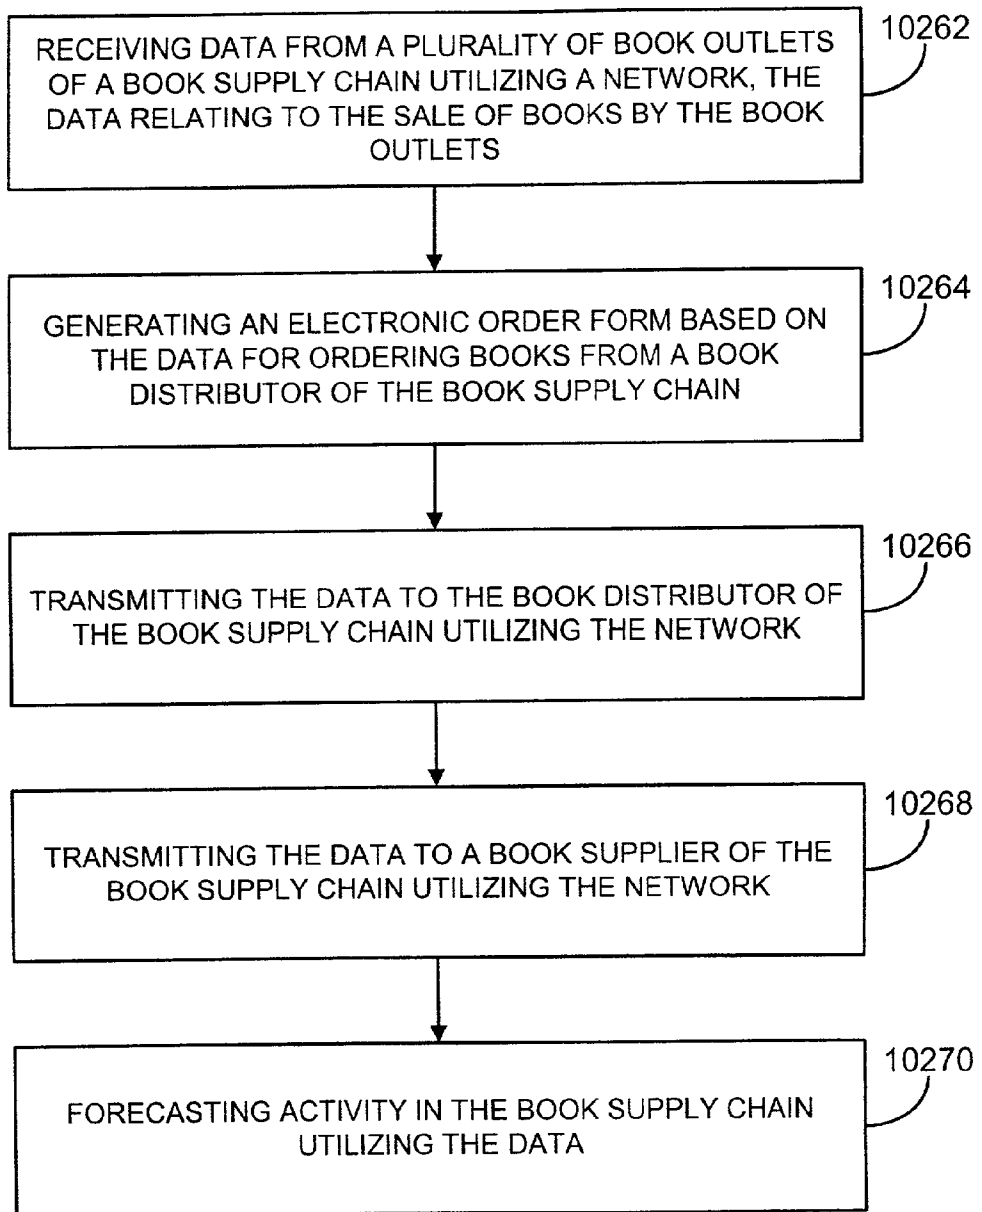 10262
RECEIVING DATA FROM A PLURALITY OF BOOK OUTLETS
OF A BOOK SUPPLY CHAIN UTILIZING A NETWORK, THE
DATA RELATING TO THE SALE OF BOOKS BY THE BOOK
OUTLETS
10264
GENERATING AN ELECTRONIC ORDER FORM BASED ON
THE DATA FOR ORDERING BOOKS FROM A BOOK
DISTRIBUTOR OF THE BOOK SUPPLY CHAIN
10266
TRANSMITTING THE DATA TO THE BOOK DISTRIBUTOR OF
THE BOOK SUPPLY CHAIN UTILIZING THE NETWORK
10268
TRANSMITTING THE DATA TO A BOOK SUPPLIER OF THE
BOOK SUPPLY CHAIN UTILIZING THE NETWORK
10270
FORECASTING ACTIVITY IN THE BOOK SUPPLY CHAIN
UTILIZING THE DATA